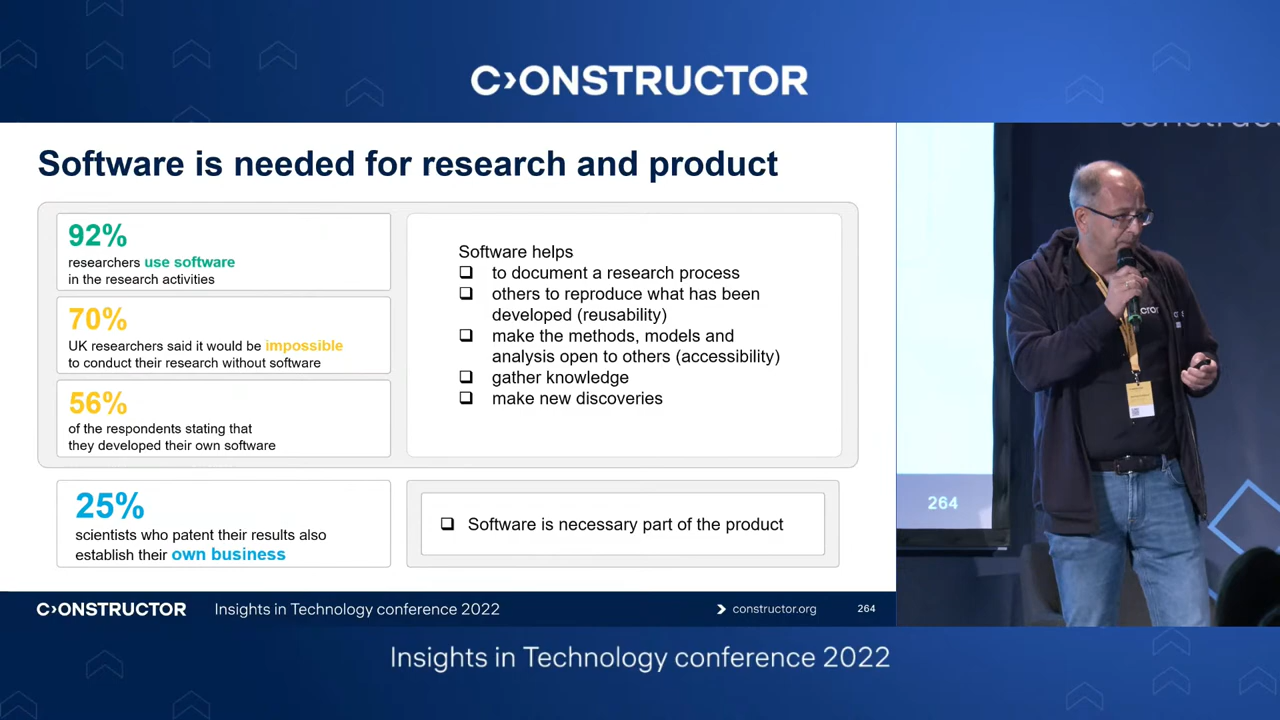 C›ONSTRUCTOR
Software is needed for research and product
92%
researchers use software
in the research activities
70%
UK researchers said it would be impossible
to conduct their research without software
56%
of the respondents stating that
they developed their own software
25%
scientists who patent their results also
establish their own business
Software helps
❑ to document a research process
❑ others to reproduce what has been
developed (reusability)
❑ make the methods, models and
analysis open to others (accessibility)
❑ gather knowledge
❑ make new discoveries
❑ Software is necessary part of the product
C›ONSTRUCTOR Insights in Technology conference 2022 constructor.org 264
264
Insights in Technology conference 2022